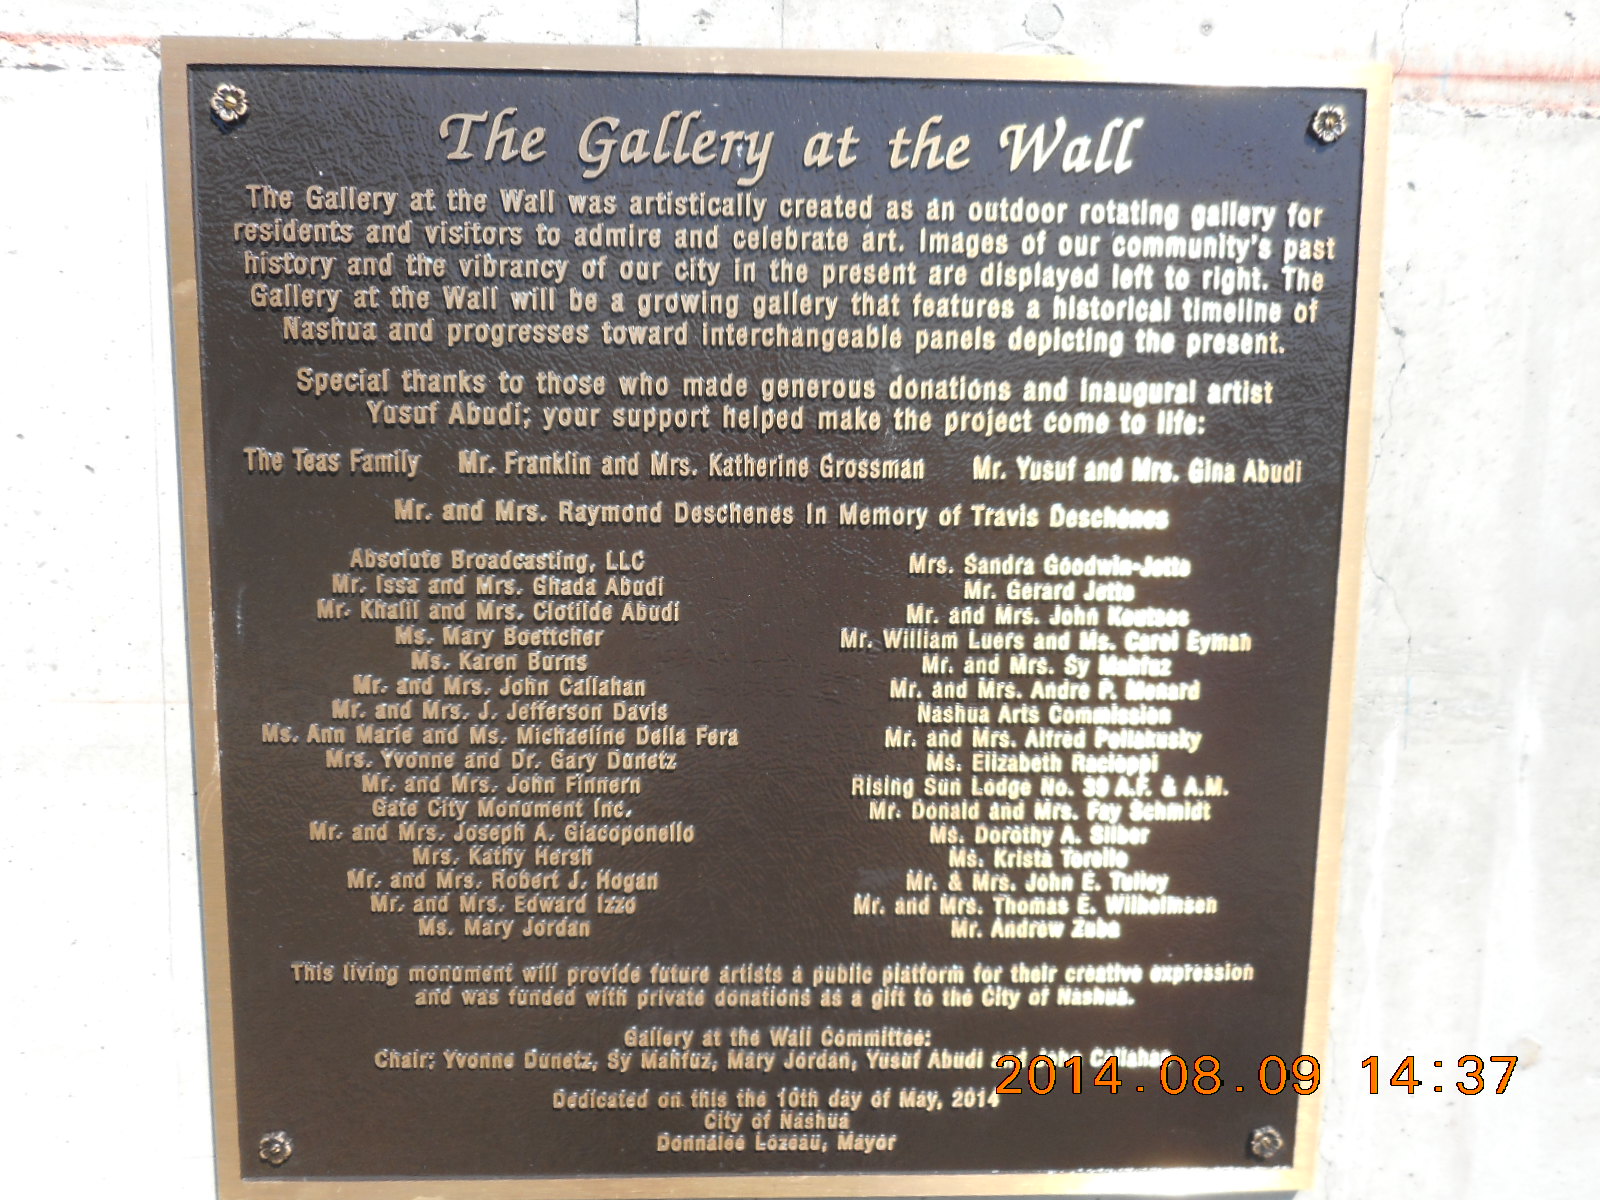 The Gallery at the Wall
The Gallery at the Wall was artistically created as an outdoor rotating gallery for
residents and visitors to admire and celebrate art. Images of our community's past
history and the vibrancy of our city in the present are displayed left to right. The
Gallery at the Wall will be a growing gallery that features a historical timeline of
Nashua and progresses toward interchangeable panels depicting the present.
Special thanks to those who made generous donations and inaugural artist
Yusuf Abudi; your support helped make the project come to life:
The Teas Family Mr. Franklin and Mrs. Katherine Grossman Mr. Yusuf and Mrs. Gina Abudi
Mr. and Mrs. Raymond Deschenes In Memory of Travis Deschenes
Absolute Broadcasting, LLC
Mr. Issa and Mrs. Ghada Abudi
Mr. Khalil and Mrs. Clotilde Abudi
Ms. Mary Boettcher
Ms. Karen Burns
Mr. and Mrs. John Callahan
Mr. and Mrs. J. Jefferson Davis
Ms. Ann Marie and Ms. Michaeline Della Fera
Mrs. Yvonne and Dr. Gary Dunetz
Mr. and Mrs. John Finnern
Gate City Monument Inc.
Mr. and Mrs. Joseph A. Giacoponello
Mrs. Kathy Hersh
Mr. and Mrs. Robert J. Hogan
Mr. and Mrs. Edward Izzo
Ms. Mary Jordan
Mrs. Sandra Goodwin-Jette
Mr. Gerard Jette
Mr. and Mrs. John Koutsos
Mr. William Luers and Ms. Carol Eyman
Mr. and Mrs. Sy Mahfuz
Mr. and Mrs. Andre P. Menard
Nashua Arts Commission
Mr. and Mrs. Alfred
Ms. Elizabeth Racioppi
Rising Sun Lodge No. 39 A.F. & A.M.
Mr. Donald and Mrs. Fay Schmidt
Ms. Dorothy A. Silber
Ms. Krista Torello
Mr. & Mrs. John E. Tulley
Mr. and Mrs. Thomas E. Wilhelmsen
Mr. Andrew Zabo
This living monument will provide future artists a public platform for their creative expression
and was funded with private donations as a gift to the City of Nashua.
Gallery at the Wall Committee:
Chair: Yvonne Dunetz, Sy Mahfuz, Mary Jordan, Yusuf Abudi and John Callahan
Dedicated on this the 10th day of May, 2014
City of Nashua
Donnalee Lozeau, Mayor
2014.08.09 14:37